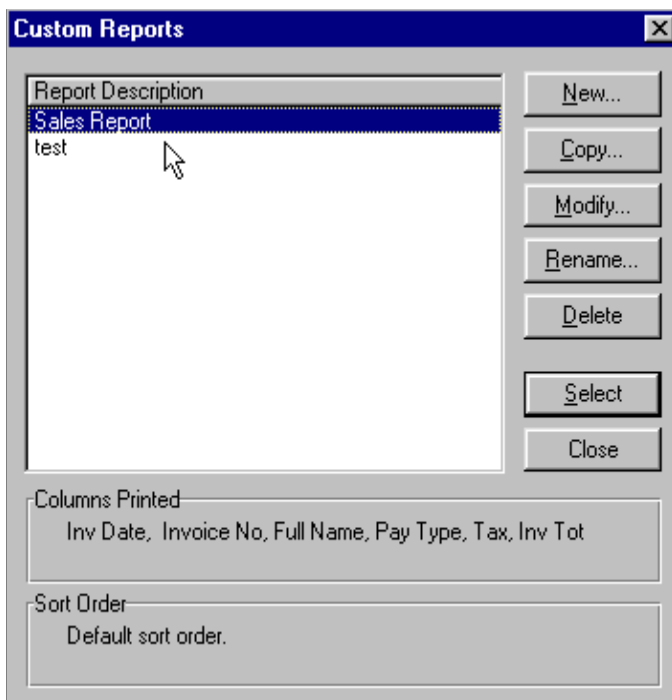 Custom Reports
Report Description
Sales Report
test
New...
Copy...
Modify...
Rename...
Delete
Select
Close
Columns Printed
Inv Date, Invoice No, Full Name, Pay Type, Tax, Inv Tot
Sort Order
Default sort order.